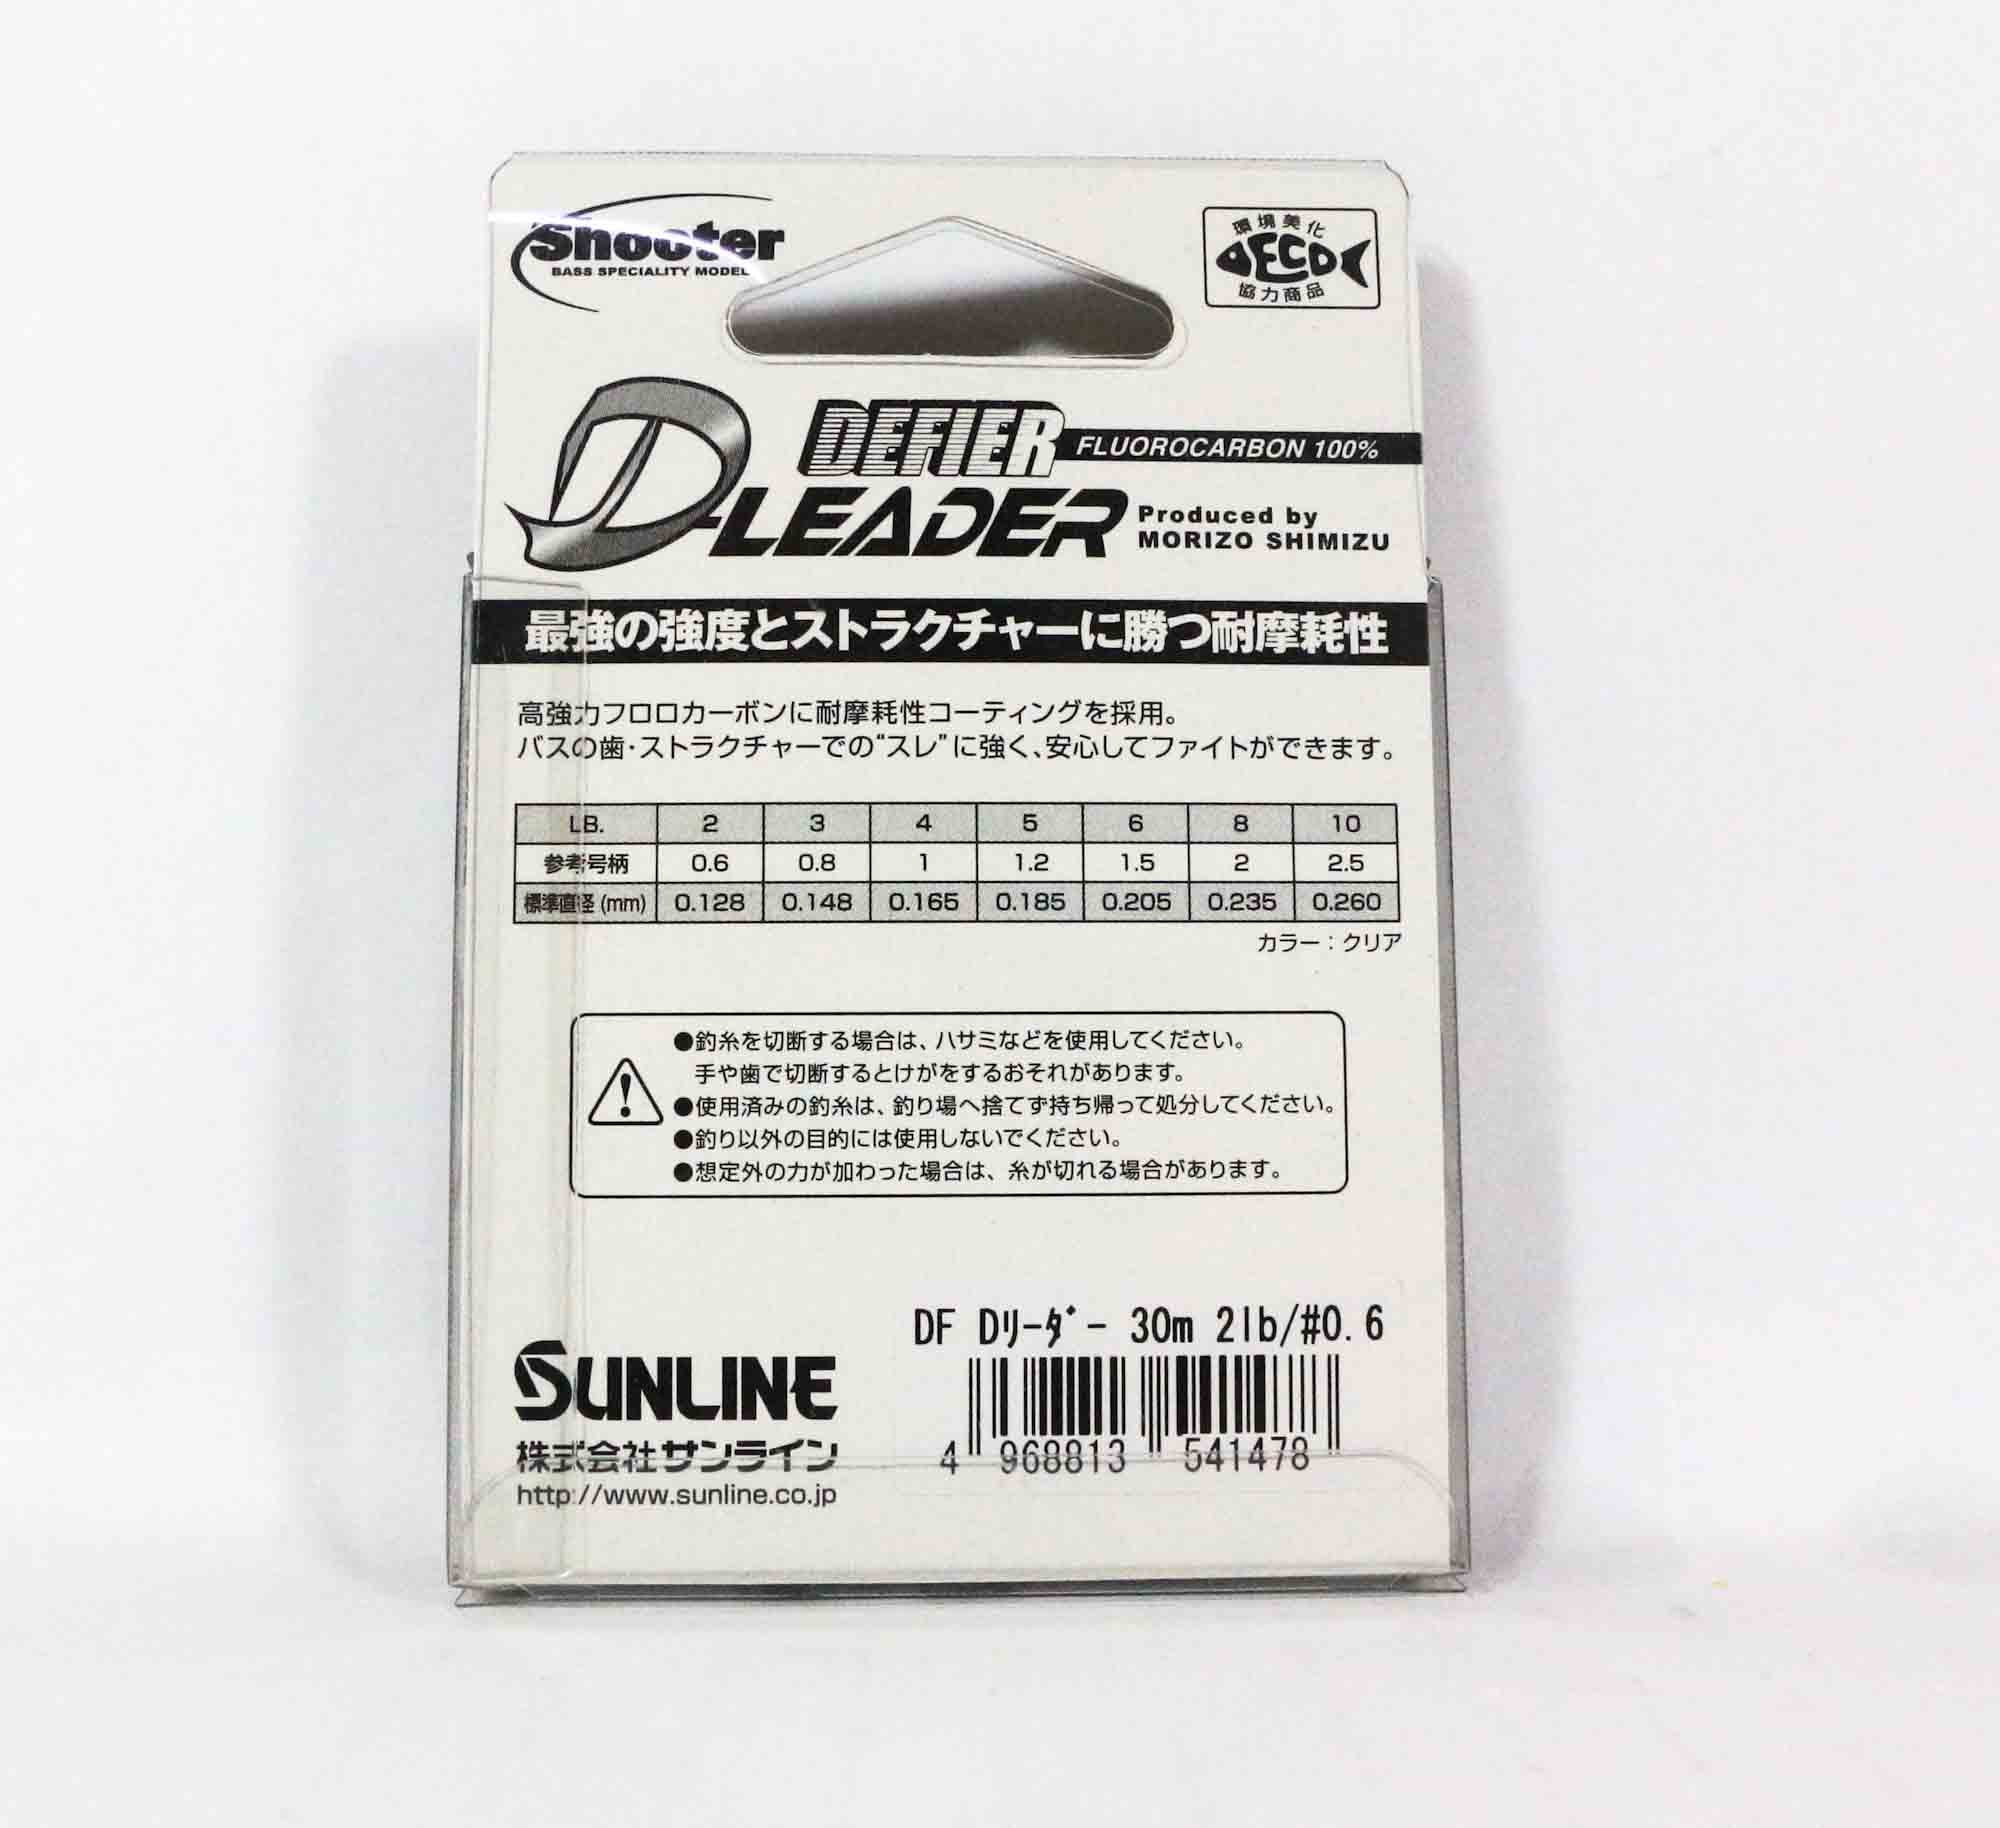 Shooter
BASS SPECIALITY MODEL
環境美化
ECO
協力商品
DEFIER
FLUOROCARBON 100%
D-LEADER
Produced by
MORIZO SHIMIZU
最強の強度とストラクチャーに勝つ耐摩耗性
高強力フロロカーボンに耐摩耗性コーティングを採用。
バスの歯・ストラクチャーでの“スレ”に強く、安心してファイトができます。
LB. 2 3 4 5 6 8 10
参考号柄 0.6 0.8 1 1.2 1.5 2 2.5
標準直径(mm) 0.128 0.148 0.165 0.185 0.205 0.235 0.260
カラー：クリア
●釣糸を切断する場合は、ハサミなどを使用してください。
手や歯で切断するとけがをするおそれがあります。
●使用済みの釣糸は、釣り場へ捨てず持ち帰って処分してください。
●釣り以外の目的には使用しないでください。
●想定外の力が加わった場合は、糸が切れる場合があります。
DF Dﾘｰﾀﾞｰ 30m 2lb/#0.6
4 968813 541478
SUNLINE
株式会社サンライン
http://www.sunline.co.jp